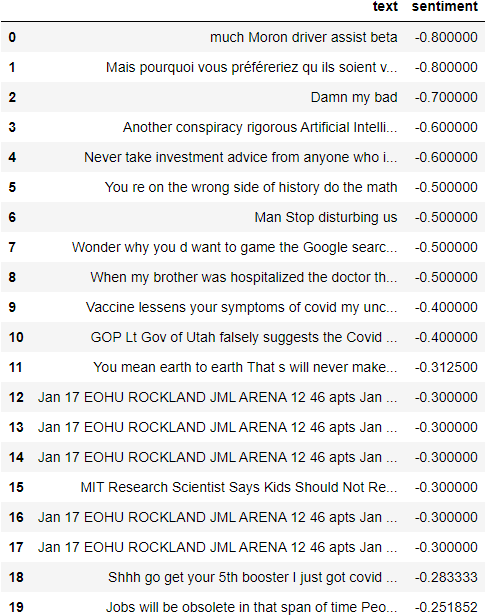 text sentiment
0 much Moron driver assist beta -0.800000
1 Mais pourquoi vous préféreriez qu ils soient v... -0.800000
2 Damn my bad -0.700000
3 Another conspiracy rigorous Artificial Intelli... -0.600000
4 Never take investment advice from anyone who i... -0.600000
5 You re on the wrong side of history do the math -0.500000
6 Man Stop disturbing us -0.500000
7 Wonder why you d want to game the Google searc... -0.500000
8 When my brother was hospitalized the doctor th... -0.500000
9 Vaccine lessens your symptoms of covid my unc... -0.400000
10 GOP Lt Gov of Utah falsely suggests the Covid ... -0.400000
11 You mean earth to earth That s will never make... -0.312500
12 Jan 17 EOHU ROCKLAND JML ARENA 12 46 apts Jan ... -0.300000
13 Jan 17 EOHU ROCKLAND JML ARENA 12 46 apts Jan ... -0.300000
14 Jan 17 EOHU ROCKLAND JML ARENA 12 46 apts Jan ... -0.300000
15 MIT Research Scientist Says Kids Should Not Re... -0.300000
16 Jan 17 EOHU ROCKLAND JML ARENA 12 46 apts Jan ... -0.300000
17 Jan 17 EOHU ROCKLAND JML ARENA 12 46 apts Jan ... -0.300000
18 Shhh go get your 5th booster I just got covid ... -0.283333
19 Jobs will be obsolete in that span of time Peo... -0.251852